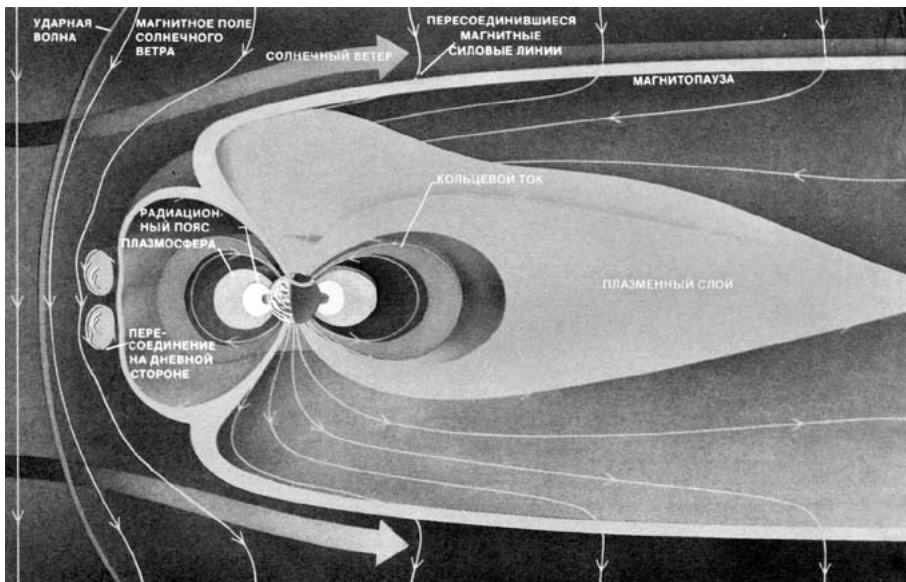 УДАРНАЯ
ВОЛНА
МАГНИТНОЕ ПОЛЕ
СОЛНЕЧНОГО
ВЕТРА
СОЛНЕЧНЫЙ ВЕТЕР
ПЕРЕСОЕДИНИВШИЕСЯ
МАГНИТНЫЕ
СИЛОВЫЕ ЛИНИИ
МАГНИТОПАУЗА
КОЛЬЦЕВОЙ ТОК
РАДИАЦИОН-
НЫЙ ПОЯС
ПЛАЗМОСФЕРА
ПЛАЗМЕННЫЙ СЛОЙ
ПЕРЕ-
СОЕДИНЕНИЕ
НА ДНЕВНОЙ
СТОРОНЕ